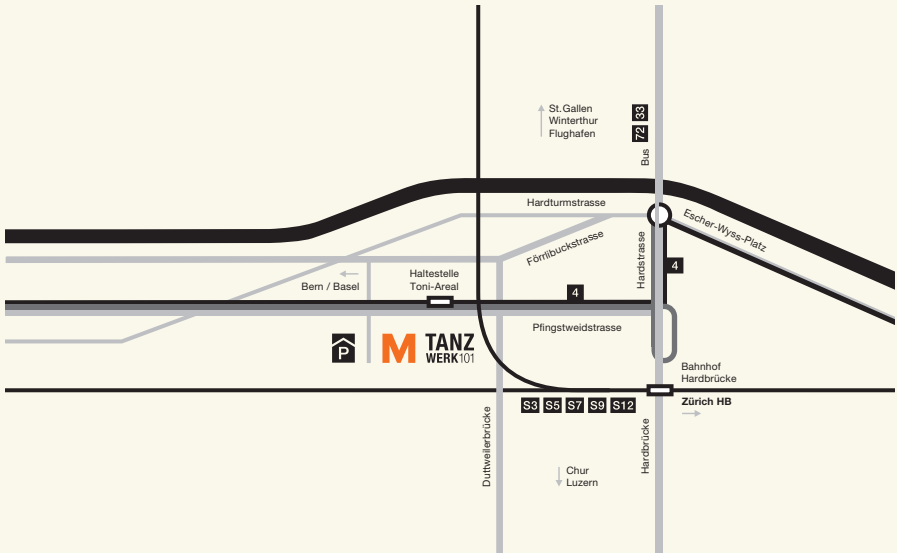 St.Gallen
Winterthur
Flughafen
33
72
Bus
Hardturmstrasse
Escher-Wyss-Platz
Förrlibuckstrasse
Hardstrasse
4
Haltestelle
Toni-Areal
Bern / Basel
4
Pfingstweidstrasse
P
M
TANZ
WERK101
Bahnhof
Hardbrücke
Zürich HB
S3 S5 S7 S9 S12
Duttweilerbrücke
Hardbrücke
Chur
Luzern